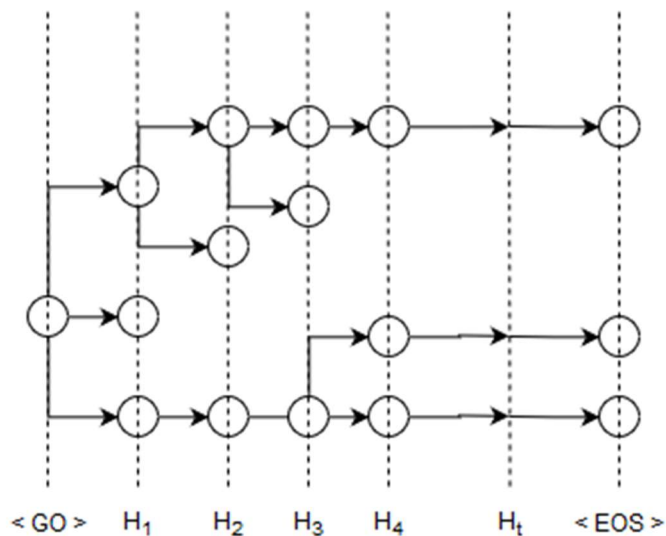 < GO > H₁ H₂ H₃ H₄ Hₜ < EOS >